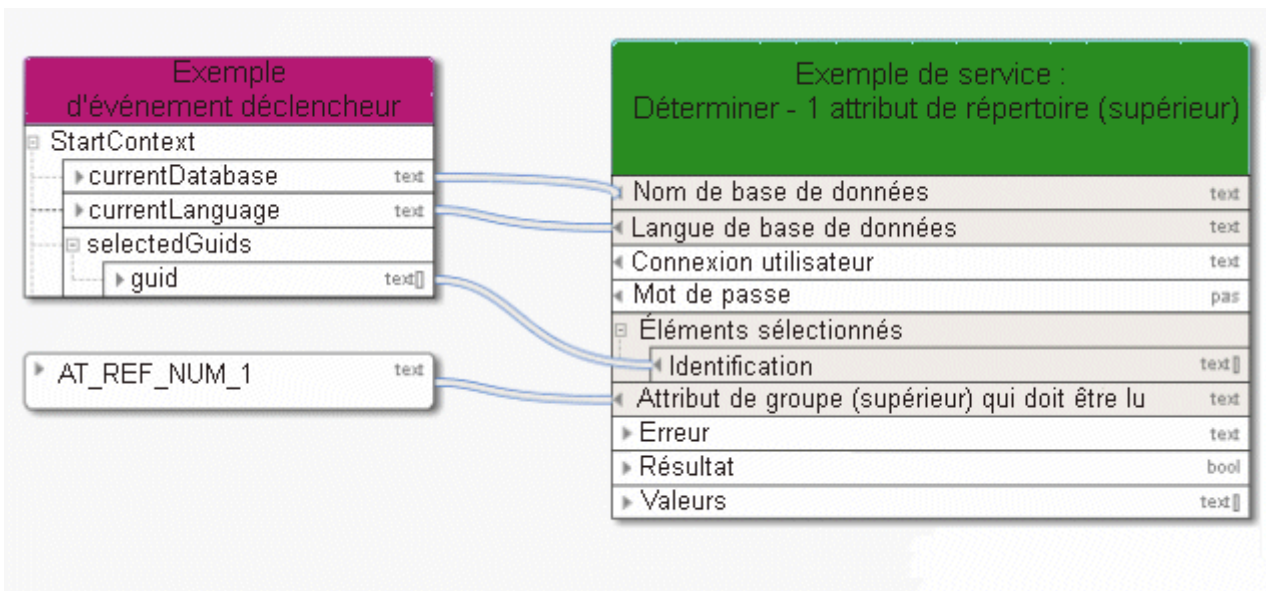 Exemple
d'événement déclencheur
StartContext
currentDatabase text
currentLanguage text
selectedGuids
guid text[]
AT_REF_NUM_1 text
Exemple de service :
Déterminer - 1 attribut de répertoire (supérieur)
Nom de base de données text
Langue de base de données text
Connexion utilisateur text
Mot de passe pas
Éléments sélectionnés
Identification text[]
Attribut de groupe (supérieur) qui doit être lu text
Erreur text
Résultat bool
Valeurs text[]